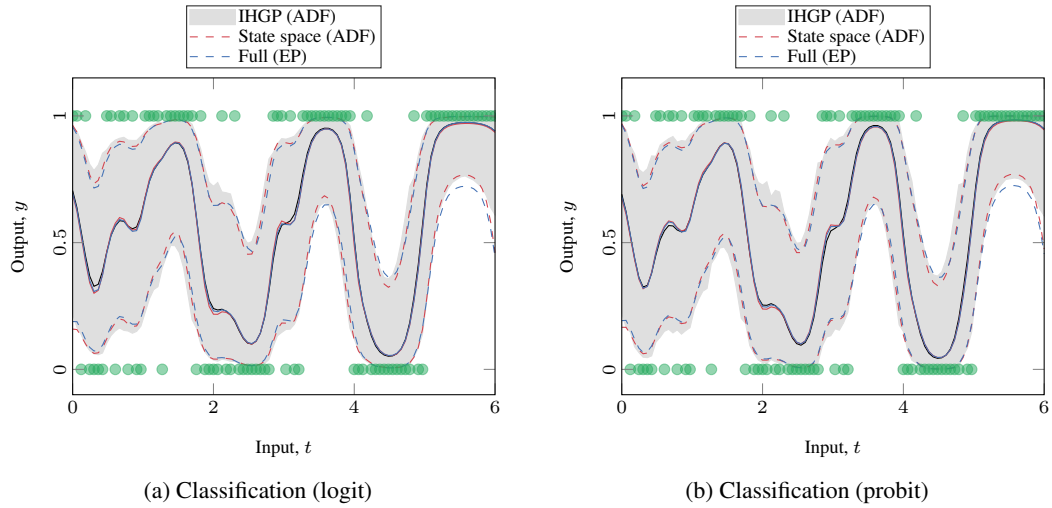 IHGP (ADF)
State space (ADF)
Full (EP)
Output, y
1
0.5
0
0 2 4 6
Input, t
(a) Classification (logit)
IHGP (ADF)
State space (ADF)
Full (EP)
Output, y
1
0.5
0
0 2 4 6
Input, t
(b) Classification (probit)